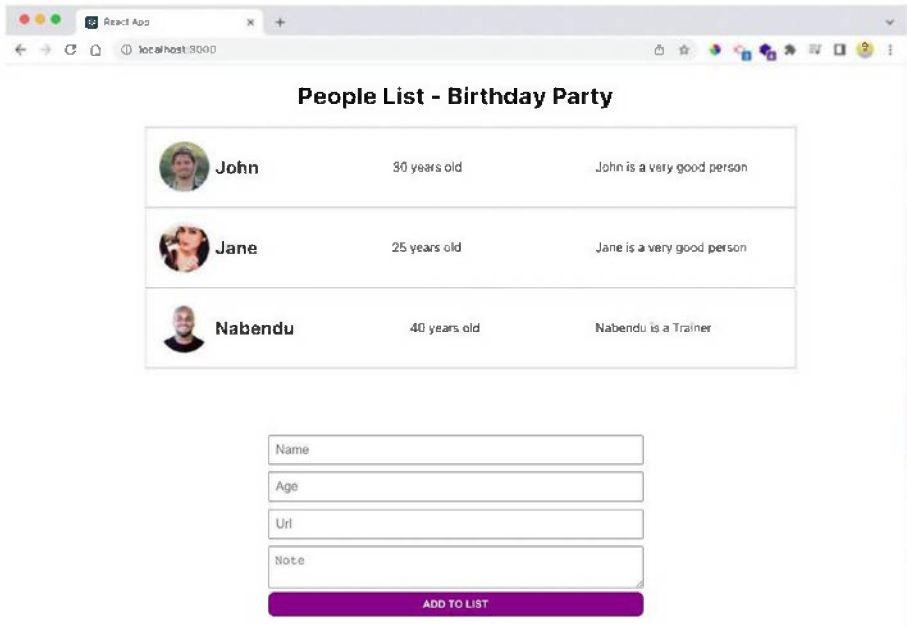 React App
localhost:3000
People List - Birthday Party
John 30 years old John is a very good person
Jane 25 years old Jane is a very good person
Nabendu 40 years old Nabendu is a Trainer
Name
Age
Url
Note
ADD TO LIST